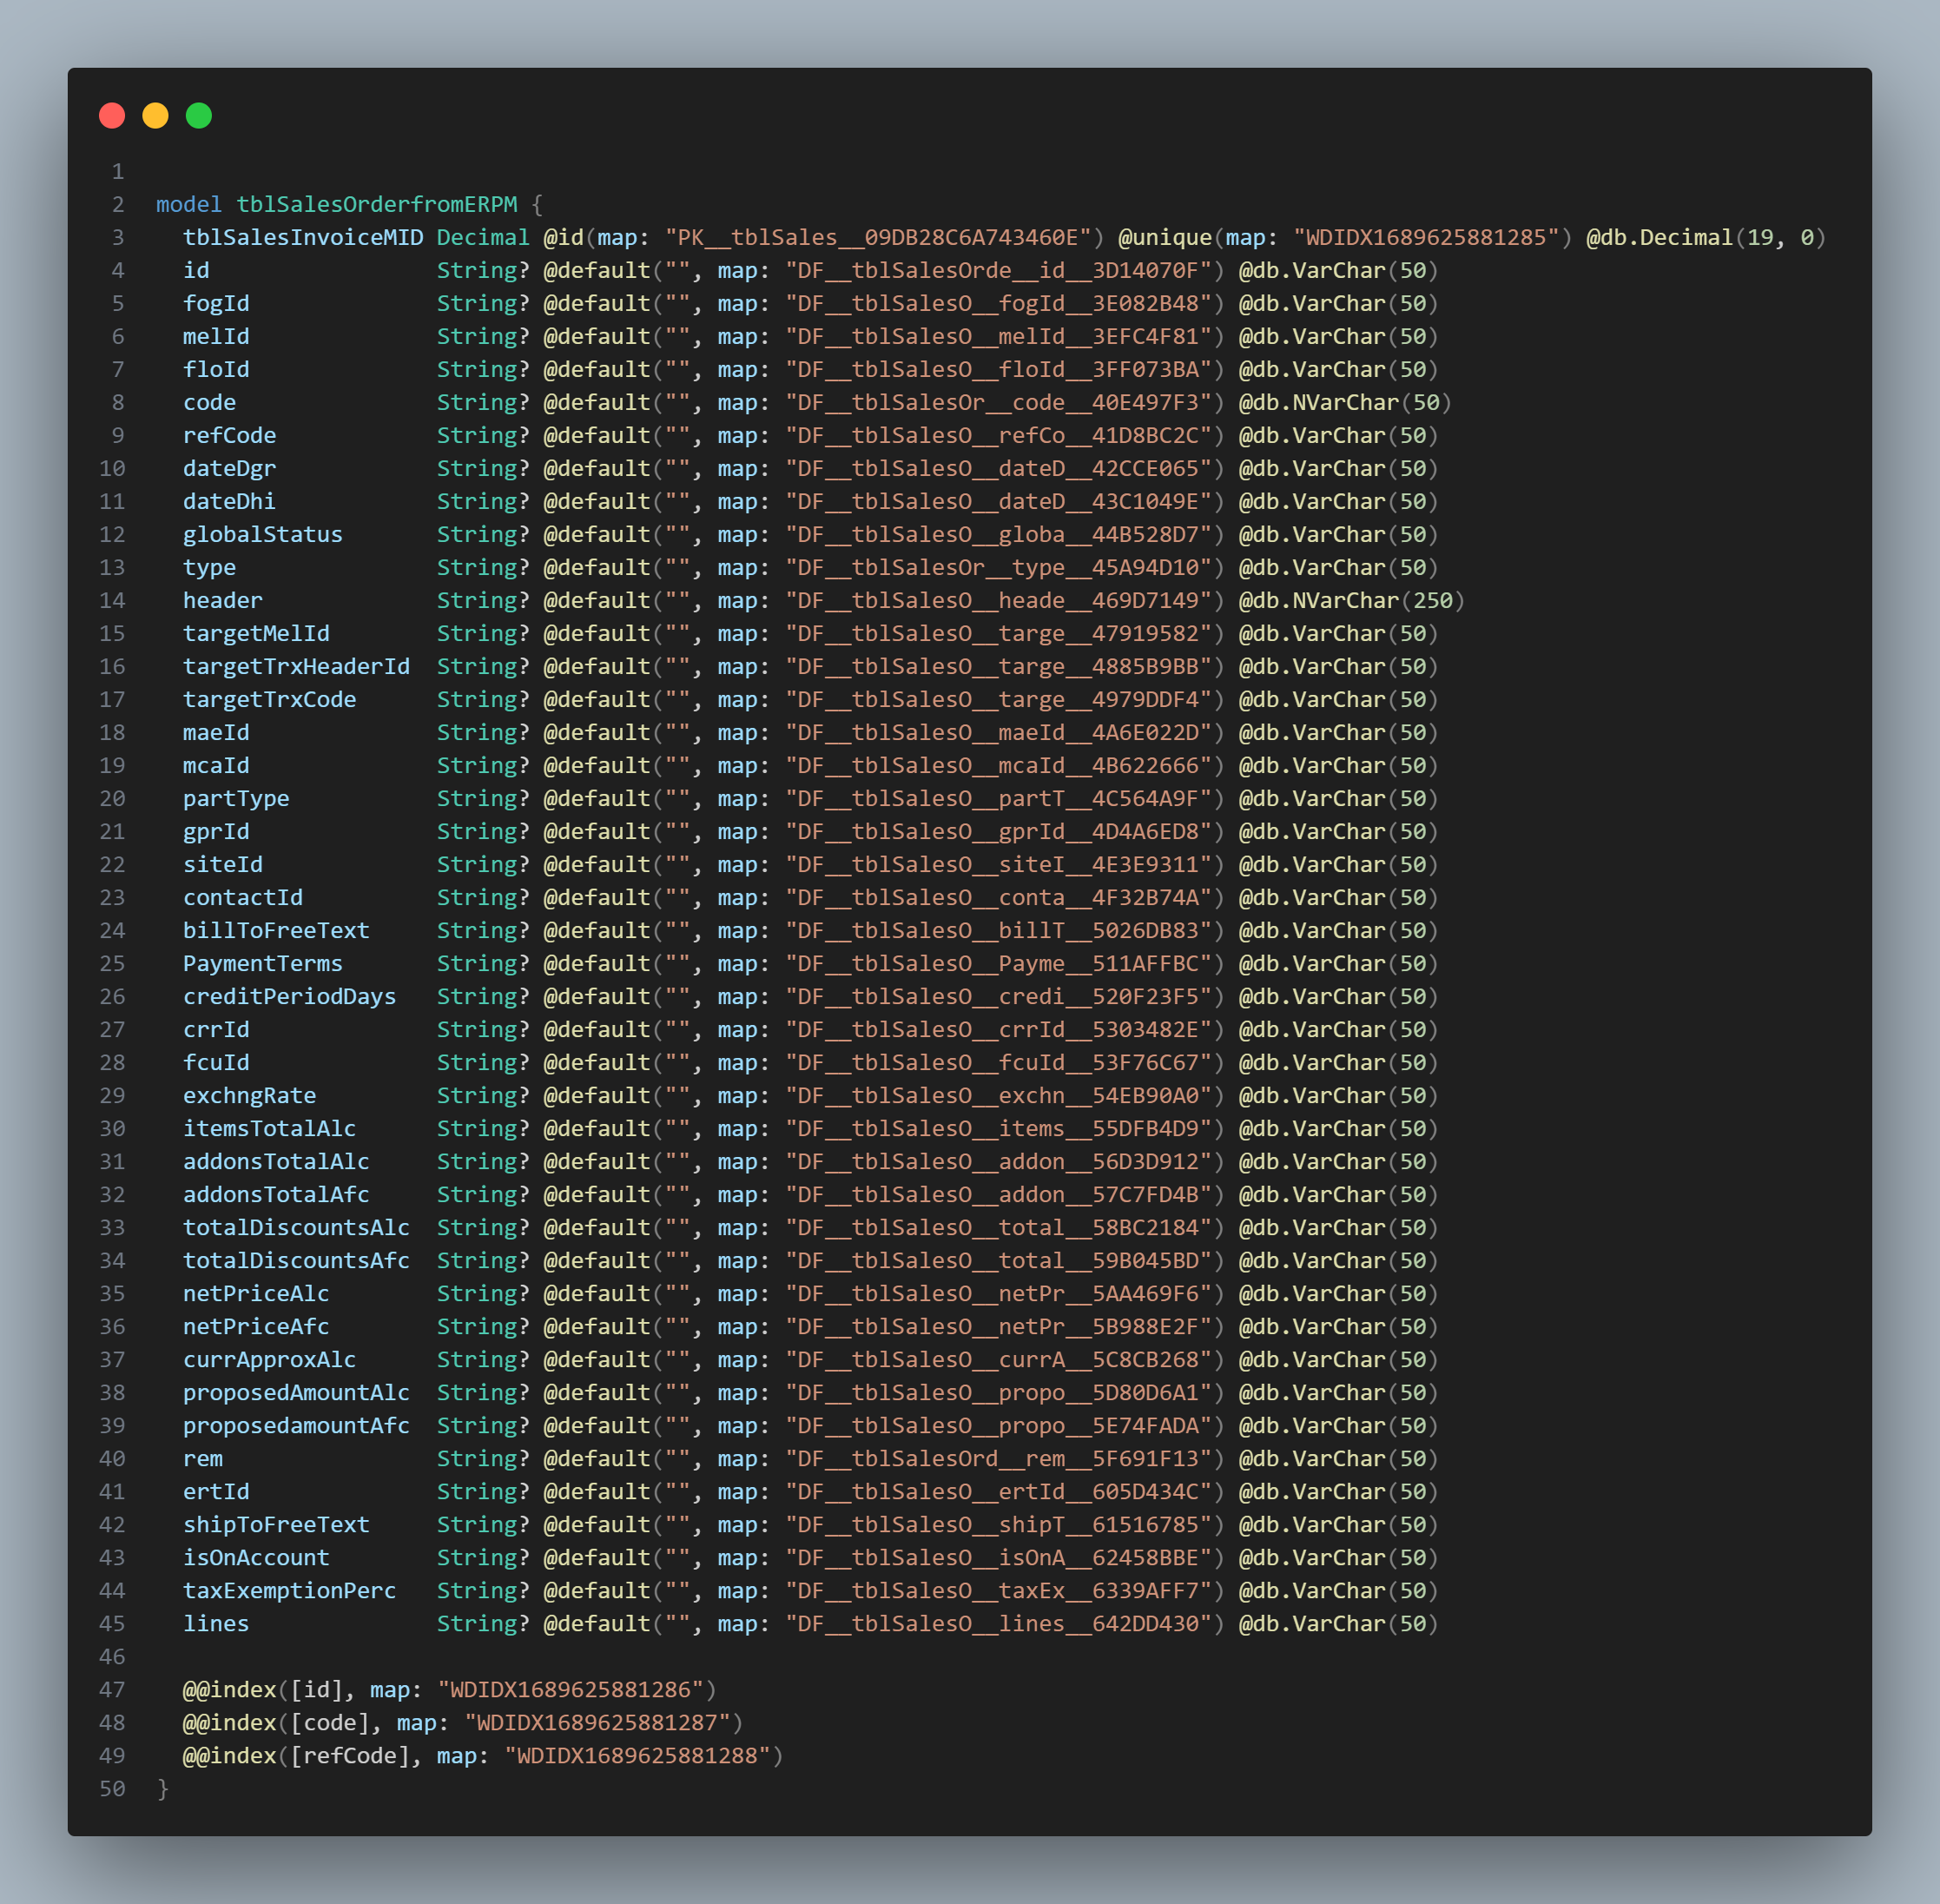 1
2 model tblSalesOrderfromERPM {
3   tblSalesInvoiceMID Decimal @id(map: "PK__tblSales__09DB28C6A743460E") @unique(map: "WDIDX1689625881285") @db.Decimal(19, 0)
4   id                 String? @default("", map: "DF__tblSalesOrde__id__3D14070F") @db.VarChar(50)
5   fogId              String? @default("", map: "DF__tblSalesO__fogId__3E082B48") @db.VarChar(50)
6   melId              String? @default("", map: "DF__tblSalesO__melId__3EFC4F81") @db.VarChar(50)
7   floId              String? @default("", map: "DF__tblSalesO__floId__3FF073BA") @db.VarChar(50)
8   code               String? @default("", map: "DF__tblSalesOr__code__40E497F3") @db.NVarChar(50)
9   refCode            String? @default("", map: "DF__tblSalesO__refCo__41D8BC2C") @db.VarChar(50)
10   dateDgr            String? @default("", map: "DF__tblSalesO__dateD__42CCE065") @db.VarChar(50)
11   dateDhi            String? @default("", map: "DF__tblSalesO__dateD__43C1049E") @db.VarChar(50)
12   globalStatus       String? @default("", map: "DF__tblSalesO__globa__44B528D7") @db.VarChar(50)
13   type               String? @default("", map: "DF__tblSalesOr__type__45A94D10") @db.VarChar(50)
14   header             String? @default("", map: "DF__tblSalesO__heade__469D7149") @db.NVarChar(250)
15   targetMelId        String? @default("", map: "DF__tblSalesO__targe__47919582") @db.VarChar(50)
16   targetTrxHeaderId  String? @default("", map: "DF__tblSalesO__targe__4885B9BB") @db.VarChar(50)
17   targetTrxCode      String? @default("", map: "DF__tblSalesO__targe__4979DDF4") @db.VarChar(50)
18   maeId              String? @default("", map: "DF__tblSalesO__maeId__4A6E022D") @db.VarChar(50)
19   mcaId              String? @default("", map: "DF__tblSalesO__mcaId__4B622666") @db.VarChar(50)
20   partType           String? @default("", map: "DF__tblSalesO__partT__4C564A9F") @db.VarChar(50)
21   gprId              String? @default("", map: "DF__tblSalesO__gprId__4D4A6ED8") @db.VarChar(50)
22   siteId             String? @default("", map: "DF__tblSalesO__siteI__4E3E9311") @db.VarChar(50)
23   contactId          String? @default("", map: "DF__tblSalesO__conta__4F32B74A") @db.VarChar(50)
24   billToFreeText     String? @default("", map: "DF__tblSalesO__billT__5026DB83") @db.VarChar(50)
25   PaymentTerms       String? @default("", map: "DF__tblSalesO__Payme__511AFFBC") @db.VarChar(50)
26   creditPeriodDays   String? @default("", map: "DF__tblSalesO__credi__520F23F5") @db.VarChar(50)
27   crrId              String? @default("", map: "DF__tblSalesO__crrId__5303482E") @db.VarChar(50)
28   fcuId              String? @default("", map: "DF__tblSalesO__fcuId__53F76C67") @db.VarChar(50)
29   exchngRate         String? @default("", map: "DF__tblSalesO__exchn__54EB90A0") @db.VarChar(50)
30   itemsTotalAlc      String? @default("", map: "DF__tblSalesO__items__55DFB4D9") @db.VarChar(50)
31   addonsTotalAlc     String? @default("", map: "DF__tblSalesO__addon__56D3D912") @db.VarChar(50)
32   addonsTotalAfc     String? @default("", map: "DF__tblSalesO__addon__57C7FD4B") @db.VarChar(50)
33   totalDiscountsAlc  String? @default("", map: "DF__tblSalesO__total__58BC2184") @db.VarChar(50)
34   totalDiscountsAfc  String? @default("", map: "DF__tblSalesO__total__59B045BD") @db.VarChar(50)
35   netPriceAlc        String? @default("", map: "DF__tblSalesO__netPr__5AA469F6") @db.VarChar(50)
36   netPriceAfc        String? @default("", map: "DF__tblSalesO__netPr__5B988E2F") @db.VarChar(50)
37   currApproxAlc      String? @default("", map: "DF__tblSalesO__currA__5C8CB268") @db.VarChar(50)
38   proposedAmountAlc  String? @default("", map: "DF__tblSalesO__propo__5D80D6A1") @db.VarChar(50)
39   proposedamountAfc  String? @default("", map: "DF__tblSalesO__propo__5E74FADA") @db.VarChar(50)
40   rem                String? @default("", map: "DF__tblSalesOrd__rem__5F691F13") @db.VarChar(50)
41   ertId              String? @default("", map: "DF__tblSalesO__ertId__605D434C") @db.VarChar(50)
42   shipToFreeText     String? @default("", map: "DF__tblSalesO__shipT__61516785") @db.VarChar(50)
43   isOnAccount        String? @default("", map: "DF__tblSalesO__isOnA__62458BBE") @db.VarChar(50)
44   taxExemptionPerc   String? @default("", map: "DF__tblSalesO__taxEx__6339AFF7") @db.VarChar(50)
45   lines              String? @default("", map: "DF__tblSalesO__lines__642DD430") @db.VarChar(50)
46
47   @@index([id], map: "WDIDX1689625881286")
48   @@index([code], map: "WDIDX1689625881287")
49   @@index([refCode], map: "WDIDX1689625881288")
50 }